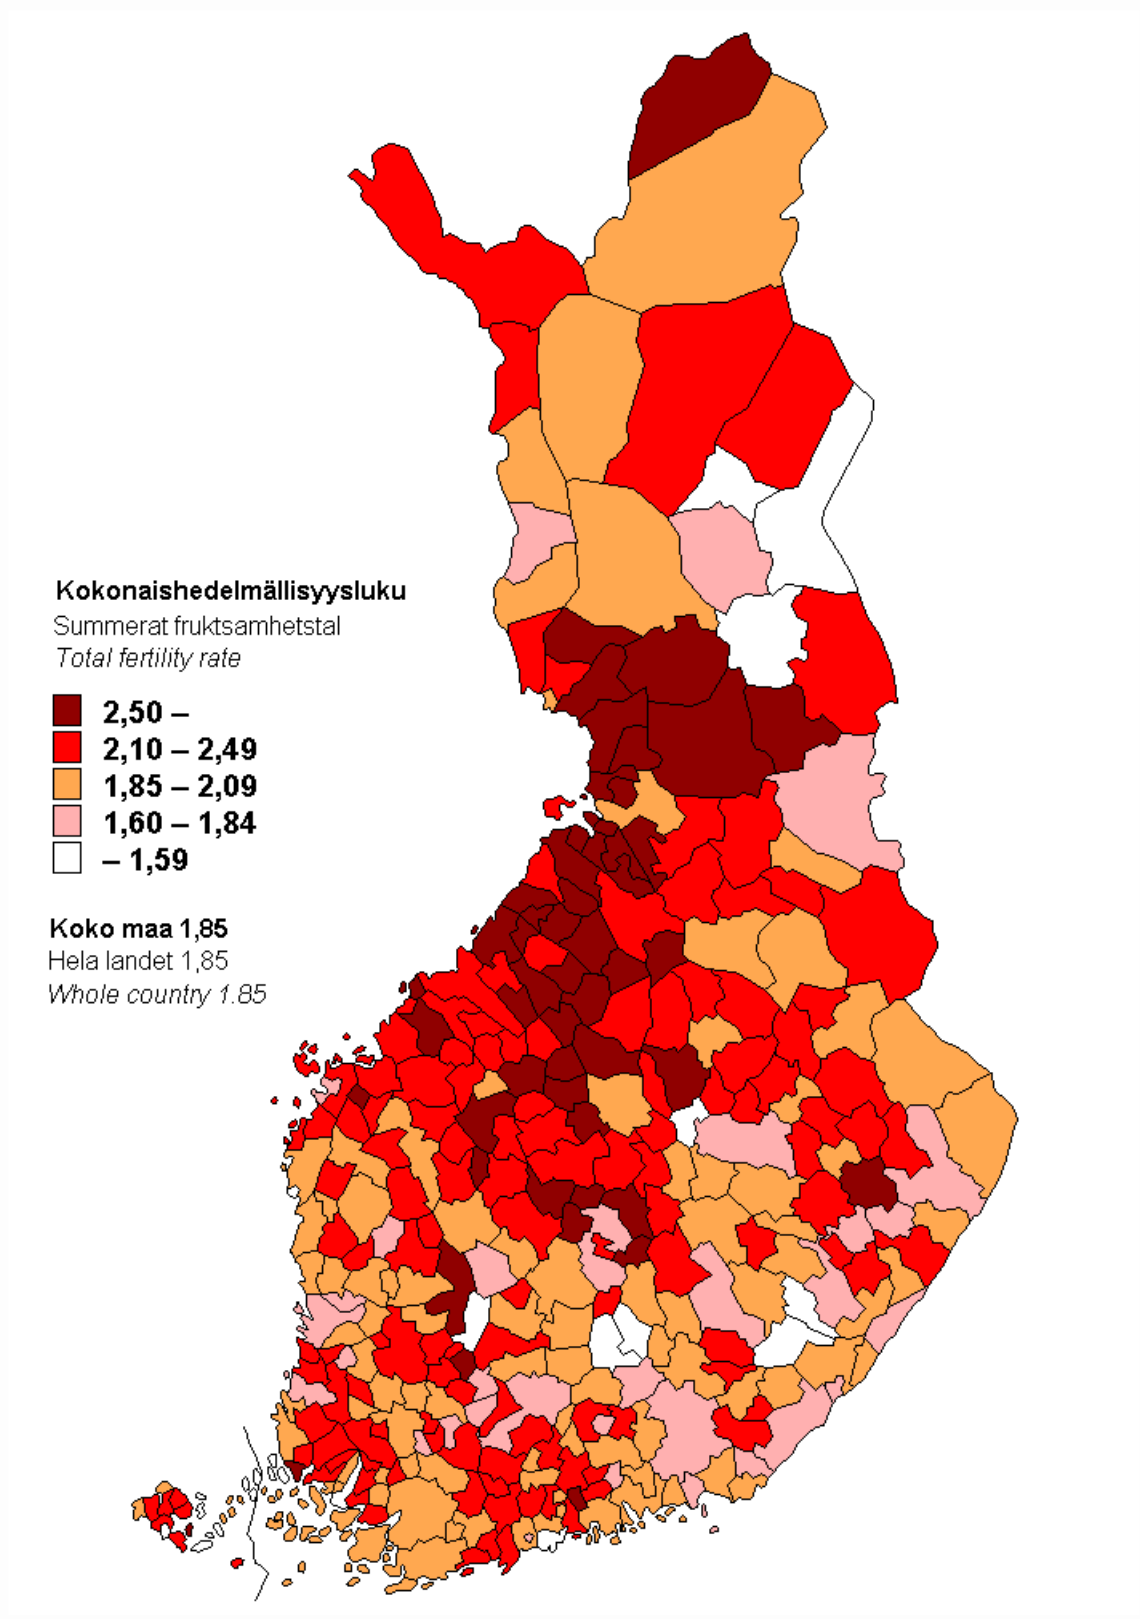 Kokonaishedelmällisyysluku
Summerat fruktsamhetstal
Total fertility rate
2,50 –
2,10 – 2,49
1,85 – 2,09
1,60 – 1,84
– 1,59
Koko maa 1,85
Hela landet 1,85
Whole country 1.85